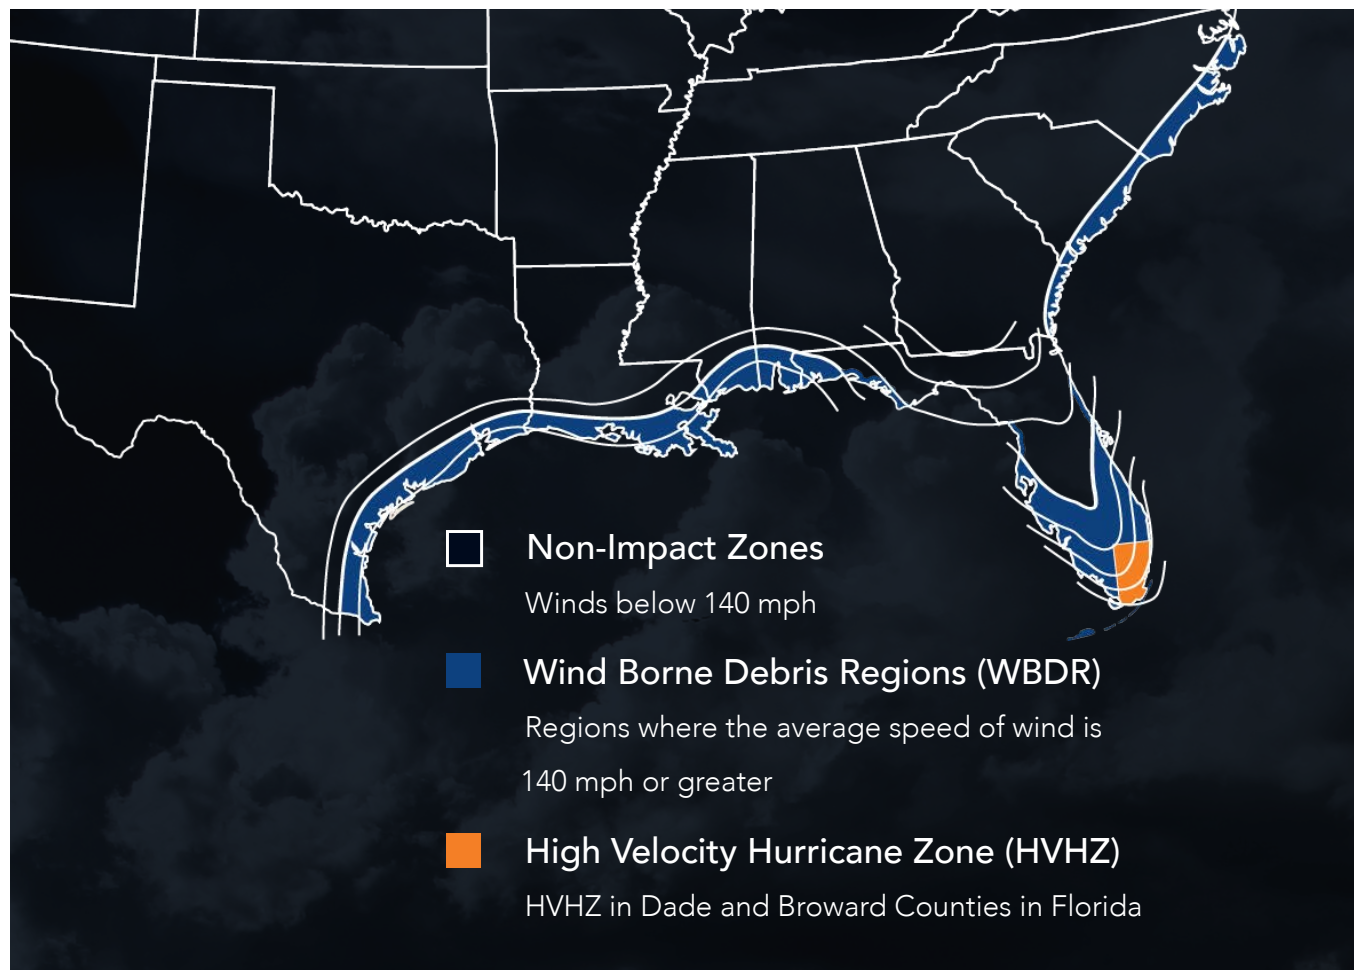 Non-Impact Zones
Winds below 140 mph
Wind Borne Debris Regions (WBDR)
Regions where the average speed of wind is
140 mph or greater
High Velocity Hurricane Zone (HVHZ)
HVHZ in Dade and Broward Counties in Florida